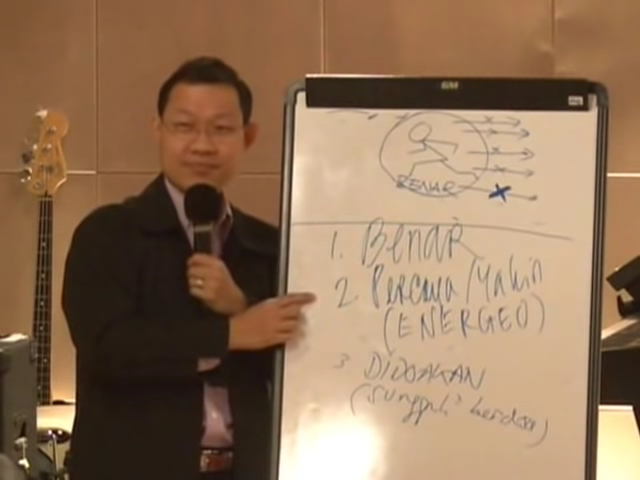 BENAR
1. Benar
2. Percaya/Yakin
(ENERGEO)
3 DIDOAKAN
(sungguh² berdoa)